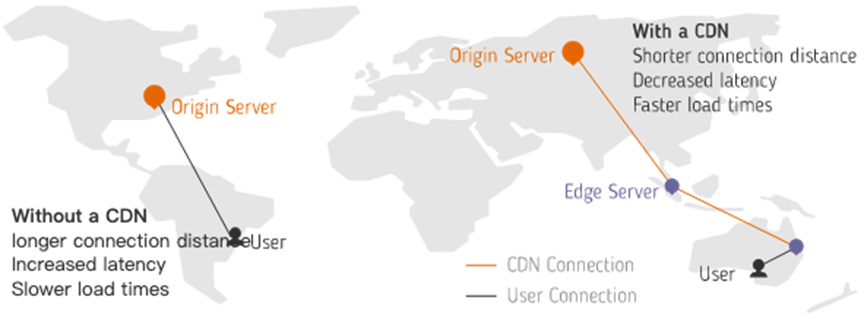 Origin Server
Without a CDN
longer connection distance
Increased latency
Slower load times
User
With a CDN
Shorter connection distance
Decreased latency
Faster load times
Origin Server
Edge Server
User
CDN Connection
User Connection